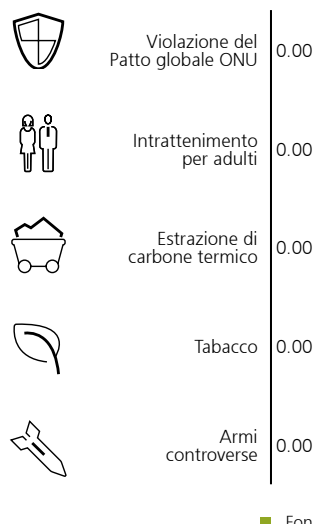 Violazione del
Patto globale ONU
0.00
Intrattenimento
per adulti
0.00
Estrazione di
carbone termico
0.00
Tabacco
0.00
Armi
controverse
0.00